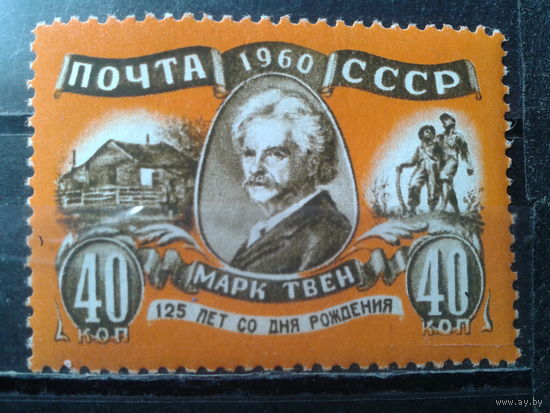 ПОЧТА 1960 СССР
МАРК ТВЕН
40 КОП
40 КОП
125 ЛЕТ СО ДНЯ РОЖДЕНИЯ
www.ay.by